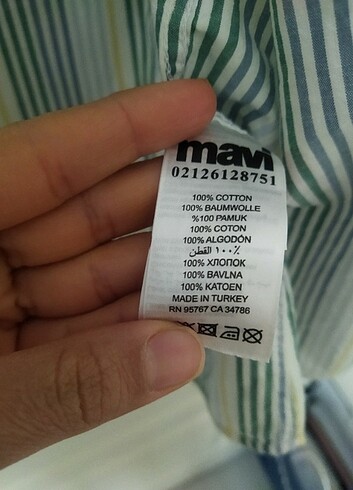 mavi
02126128751
100% COTTON
100% BAUMWOLLE
%100 PAMUK
100% COTON
100% ALGODÓN
١٠٠٪ القطن
100% ХЛОПОК
100% BAVLNA
100% KATOEN
MADE IN TURKEY
RN 95767 CA 34786